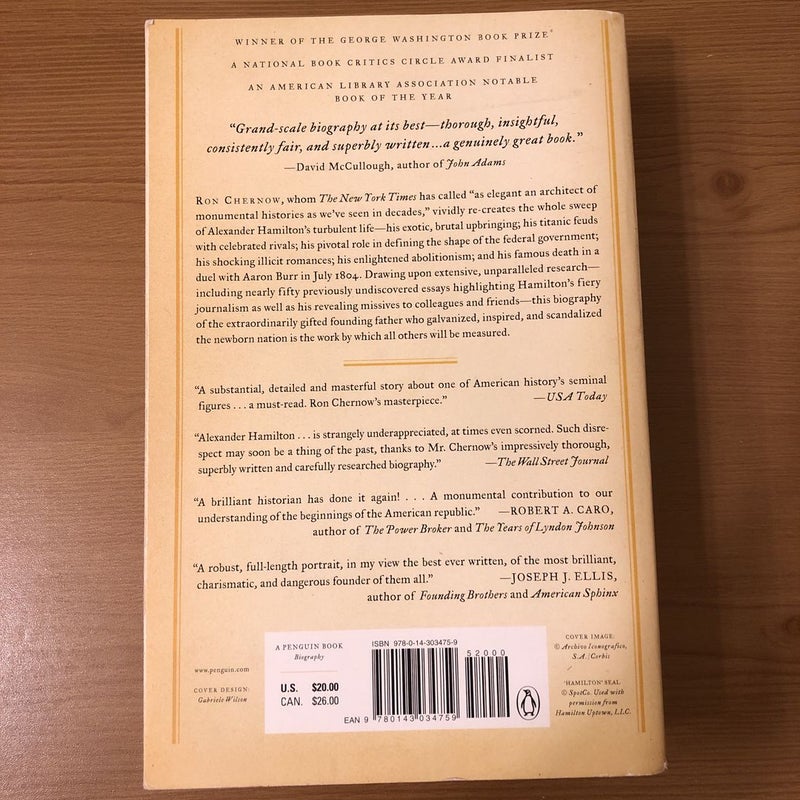 WINNER OF THE GEORGE WASHINGTON BOOK PRIZE*
A NATIONAL BOOK CRITICS CIRCLE AWARD FINALIST
AN AMERICAN LIBRARY ASSOCIATION NOTABLE
BOOK OF THE YEAR
“Grand-scale biography at its best—thorough, insightful,
consistently fair, and superbly written...a genuinely great book.”
—David McCullough, author of John Adams
RON CHERNOW, whom The New York Times has called “as elegant an architect of
monumental histories as we’ve seen in decades,” vividly re-creates the whole sweep
of Alexander Hamilton’s turbulent life—his exotic, brutal upbringing; his titanic feuds
with celebrated rivals; his pivotal role in defining the shape of the federal government;
his shocking illicit romances; his enlightened abolitionism; and his famous death in a
duel with Aaron Burr in July 1804. Drawing upon extensive, unparalleled research—
including nearly fifty previously undiscovered essays highlighting Hamilton’s fiery
journalism as well as his revealing missives to colleagues and friends—this biography
of the extraordinarily gifted founding father who galvanized, inspired, and scandalized
the newborn nation is the work by which all others will be measured.
“A substantial, detailed and masterful story about one of American history’s seminal
figures . . . a must-read. Ron Chernow’s masterpiece.” —USA Today
“Alexander Hamilton . . . is strangely underappreciated, at times even scorned. Such disre-
spect may soon be a thing of the past, thanks to Mr. Chernow’s impressively thorough,
superbly written and carefully researched biography.” —The Wall Street Journal
“A brilliant historian has done it again! . . . A monumental contribution to our
understanding of the beginnings of the American republic.” —ROBERT A. CARO,
author of The Power Broker and The Years of Lyndon Johnson
“A robust, full-length portrait, in my view the best ever written, of the most brilliant,
charismatic, and dangerous founder of them all.” —JOSEPH J. ELLIS,
author of Founding Brothers and American Sphinx
www.penguin.com
COVER DESIGN:
Gabriele Wilson
A PENGUIN BOOK
Biography
U.S. $20.00
CAN. $26.00
ISBN 978-0-14-303475-9
52000
EAN 9 780143 034759
COVER IMAGE:
© Archivo Iconografico,
S.A./Corbis
‘HAMILTON’ SEAL
© SpotCo. Used with
permission from
Hamilton Uptown, LLC.